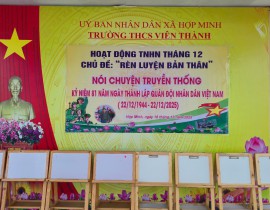 ỦY BAN NHÂN DÂN XÃ HỢP MINH
TRƯỜNG THCS VIÊN THÀNH
HOẠT ĐỘNG TNHN THÁNG 12
CHỦ ĐỀ: "RÈN LUYỆN BẢN THÂN"
NÓI CHUYỆN TRUYỀN THỐNG
KỶ NIỆM 81 NĂM NGÀY THÀNH LẬP QUÂN ĐỘI NHÂN DÂN VIỆT NAM
(22/12/1944 - 22/12/2025)